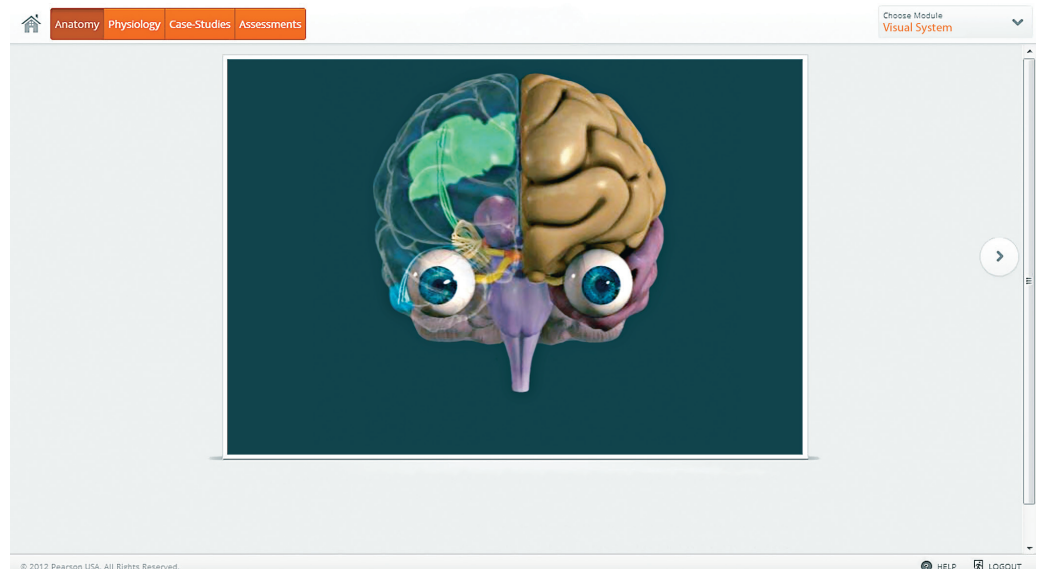 Anatomy Physiology Case-Studies Assessments
Choose Module
Visual System
© 2012 Pearson USA. All Rights Reserved.
HELP LOGOUT